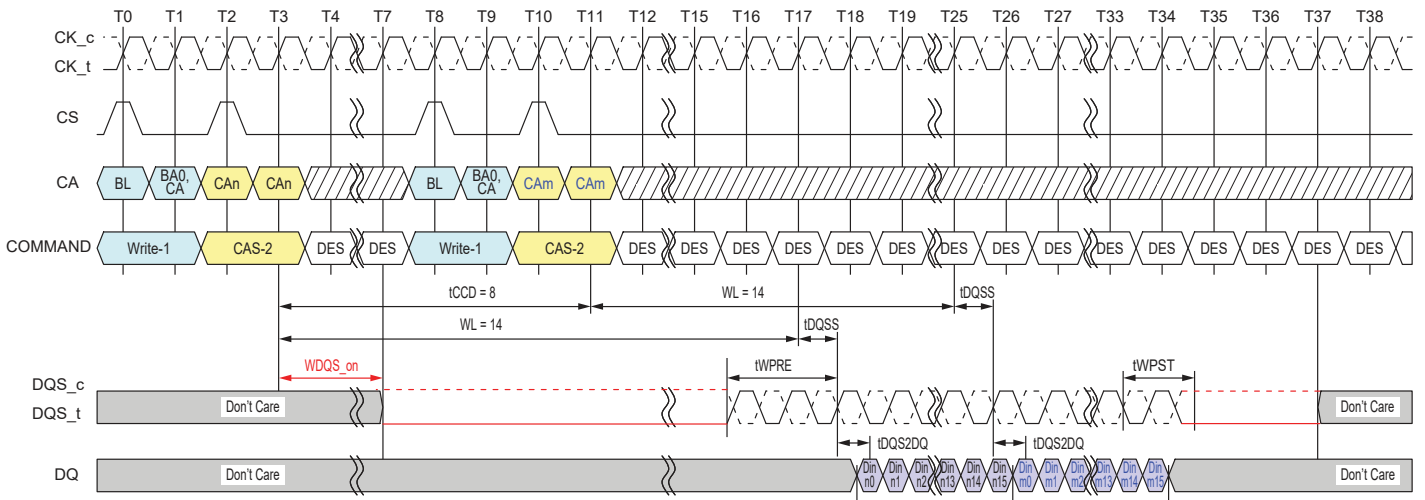 T0 T1 T2 T3 T4 T7 T8 T9 T10 T11 T12 T15 T16 T17 T18 T19 T25 T26 T27 T33 T34 T35 T36 T37 T38
CK_c
CK_t
CS
CA BL BA0, CA CAn CAn BL BA0, CA CAm CAm
COMMAND Write-1 CAS-2 DES DES Write-1 CAS-2 DES DES DES DES DES DES DES DES DES DES DES DES DES DES DES
tCCD = 8 WL = 14 tDQSS
WL = 14 tDQSS
WDQS_on tWPRE tWPST
DQS_c
DQS_t Don't Care Don't Care
tDQS2DQ tDQS2DQ
DQ Don't Care Din n0 Din n1 Din n2 Din n13 Din n14 Din n15 Din m0 Din m1 Din m2 Din m13 Din m14 Din m15 Don't Care